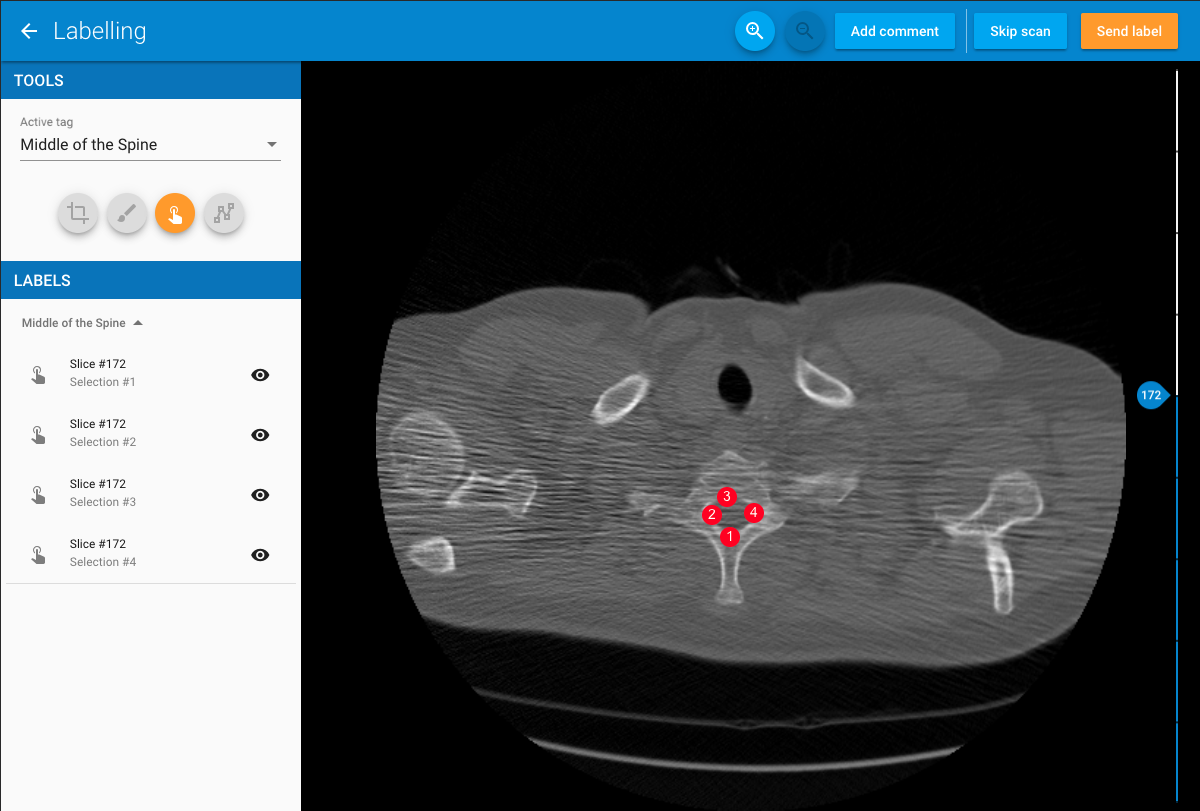 Labelling
Add comment
Skip scan
Send label
TOOLS
Active tag
Middle of the Spine
LABELS
Middle of the Spine
Slice #172
Selection #1
Slice #172
Selection #2
Slice #172
Selection #3
Slice #172
Selection #4
172
3
2
4
1